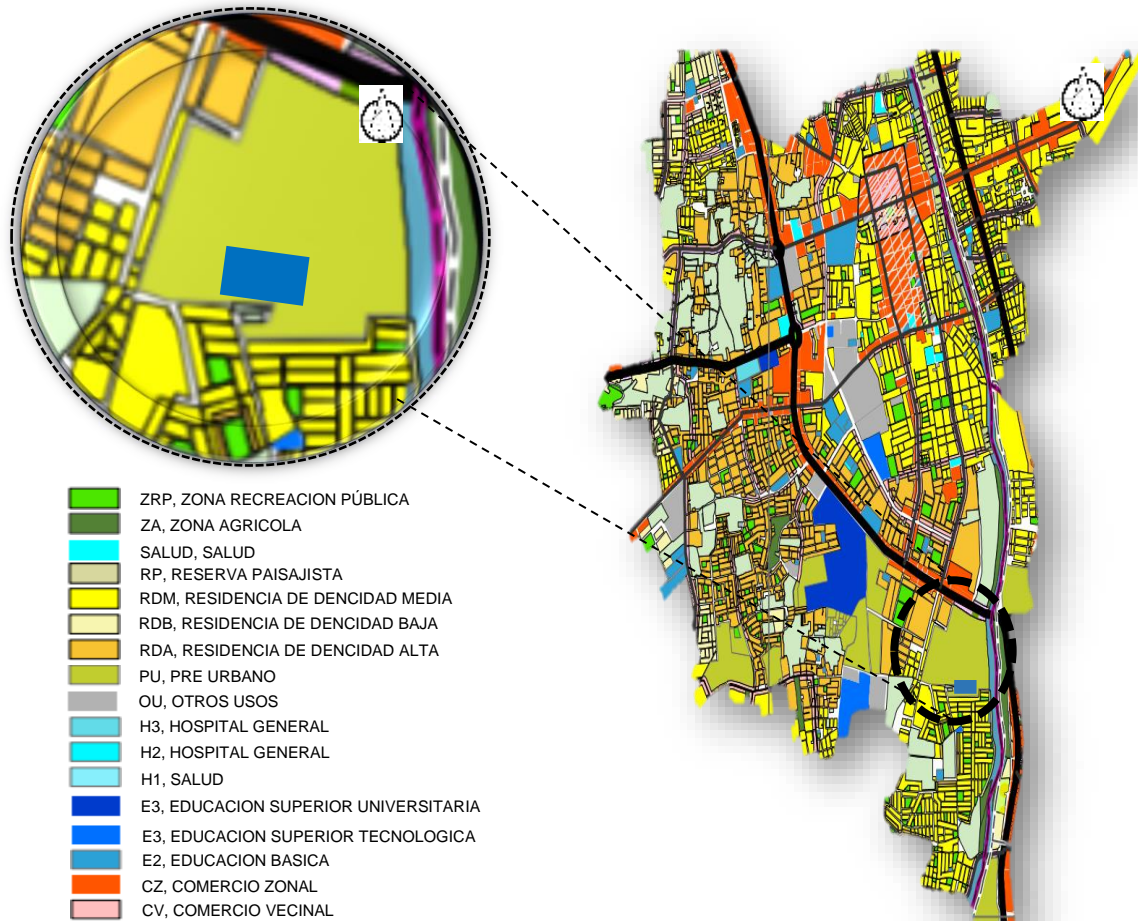 ZRP, ZONA RECREACION PÚBLICA
ZA, ZONA AGRICOLA
SALUD, SALUD
RP, RESERVA PAISAJISTA
RDM, RESIDENCIA DE DENCIDAD MEDIA
RDB, RESIDENCIA DE DENCIDAD BAJA
RDA, RESIDENCIA DE DENCIDAD ALTA
PU, PRE URBANO
OU, OTROS USOS
H3, HOSPITAL GENERAL
H2, HOSPITAL GENERAL
H1, SALUD
E3, EDUCACION SUPERIOR UNIVERSITARIA
E3, EDUCACION SUPERIOR TECNOLOGICA
E2, EDUCACION BASICA
CZ, COMERCIO ZONAL
CV, COMERCIO VECINAL